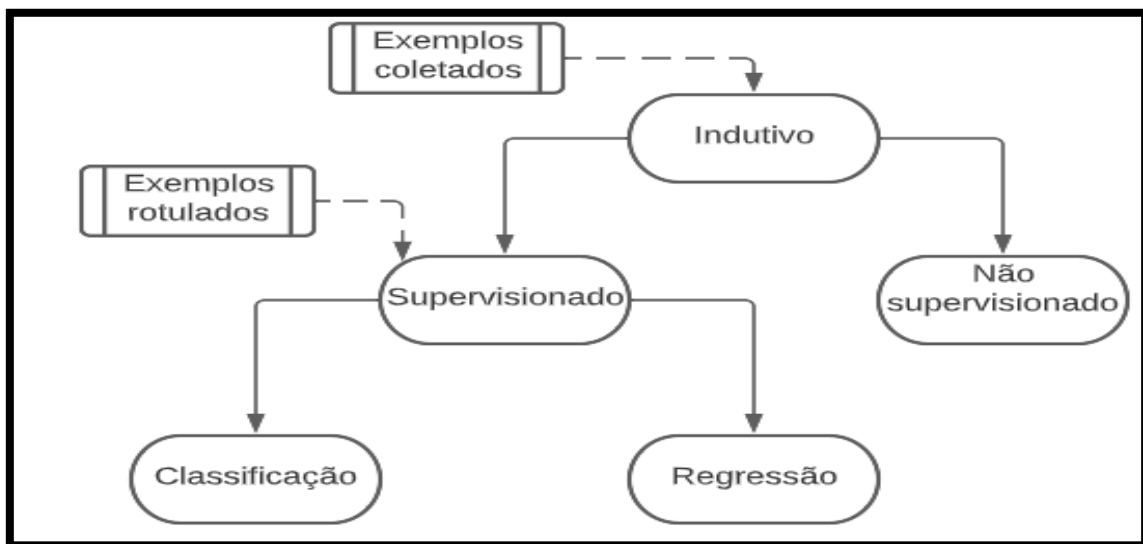 Exemplos
coletados
Indutivo
Exemplos
rotulados
Supervisionado
Não
supervisionado
Classificação
Regressão